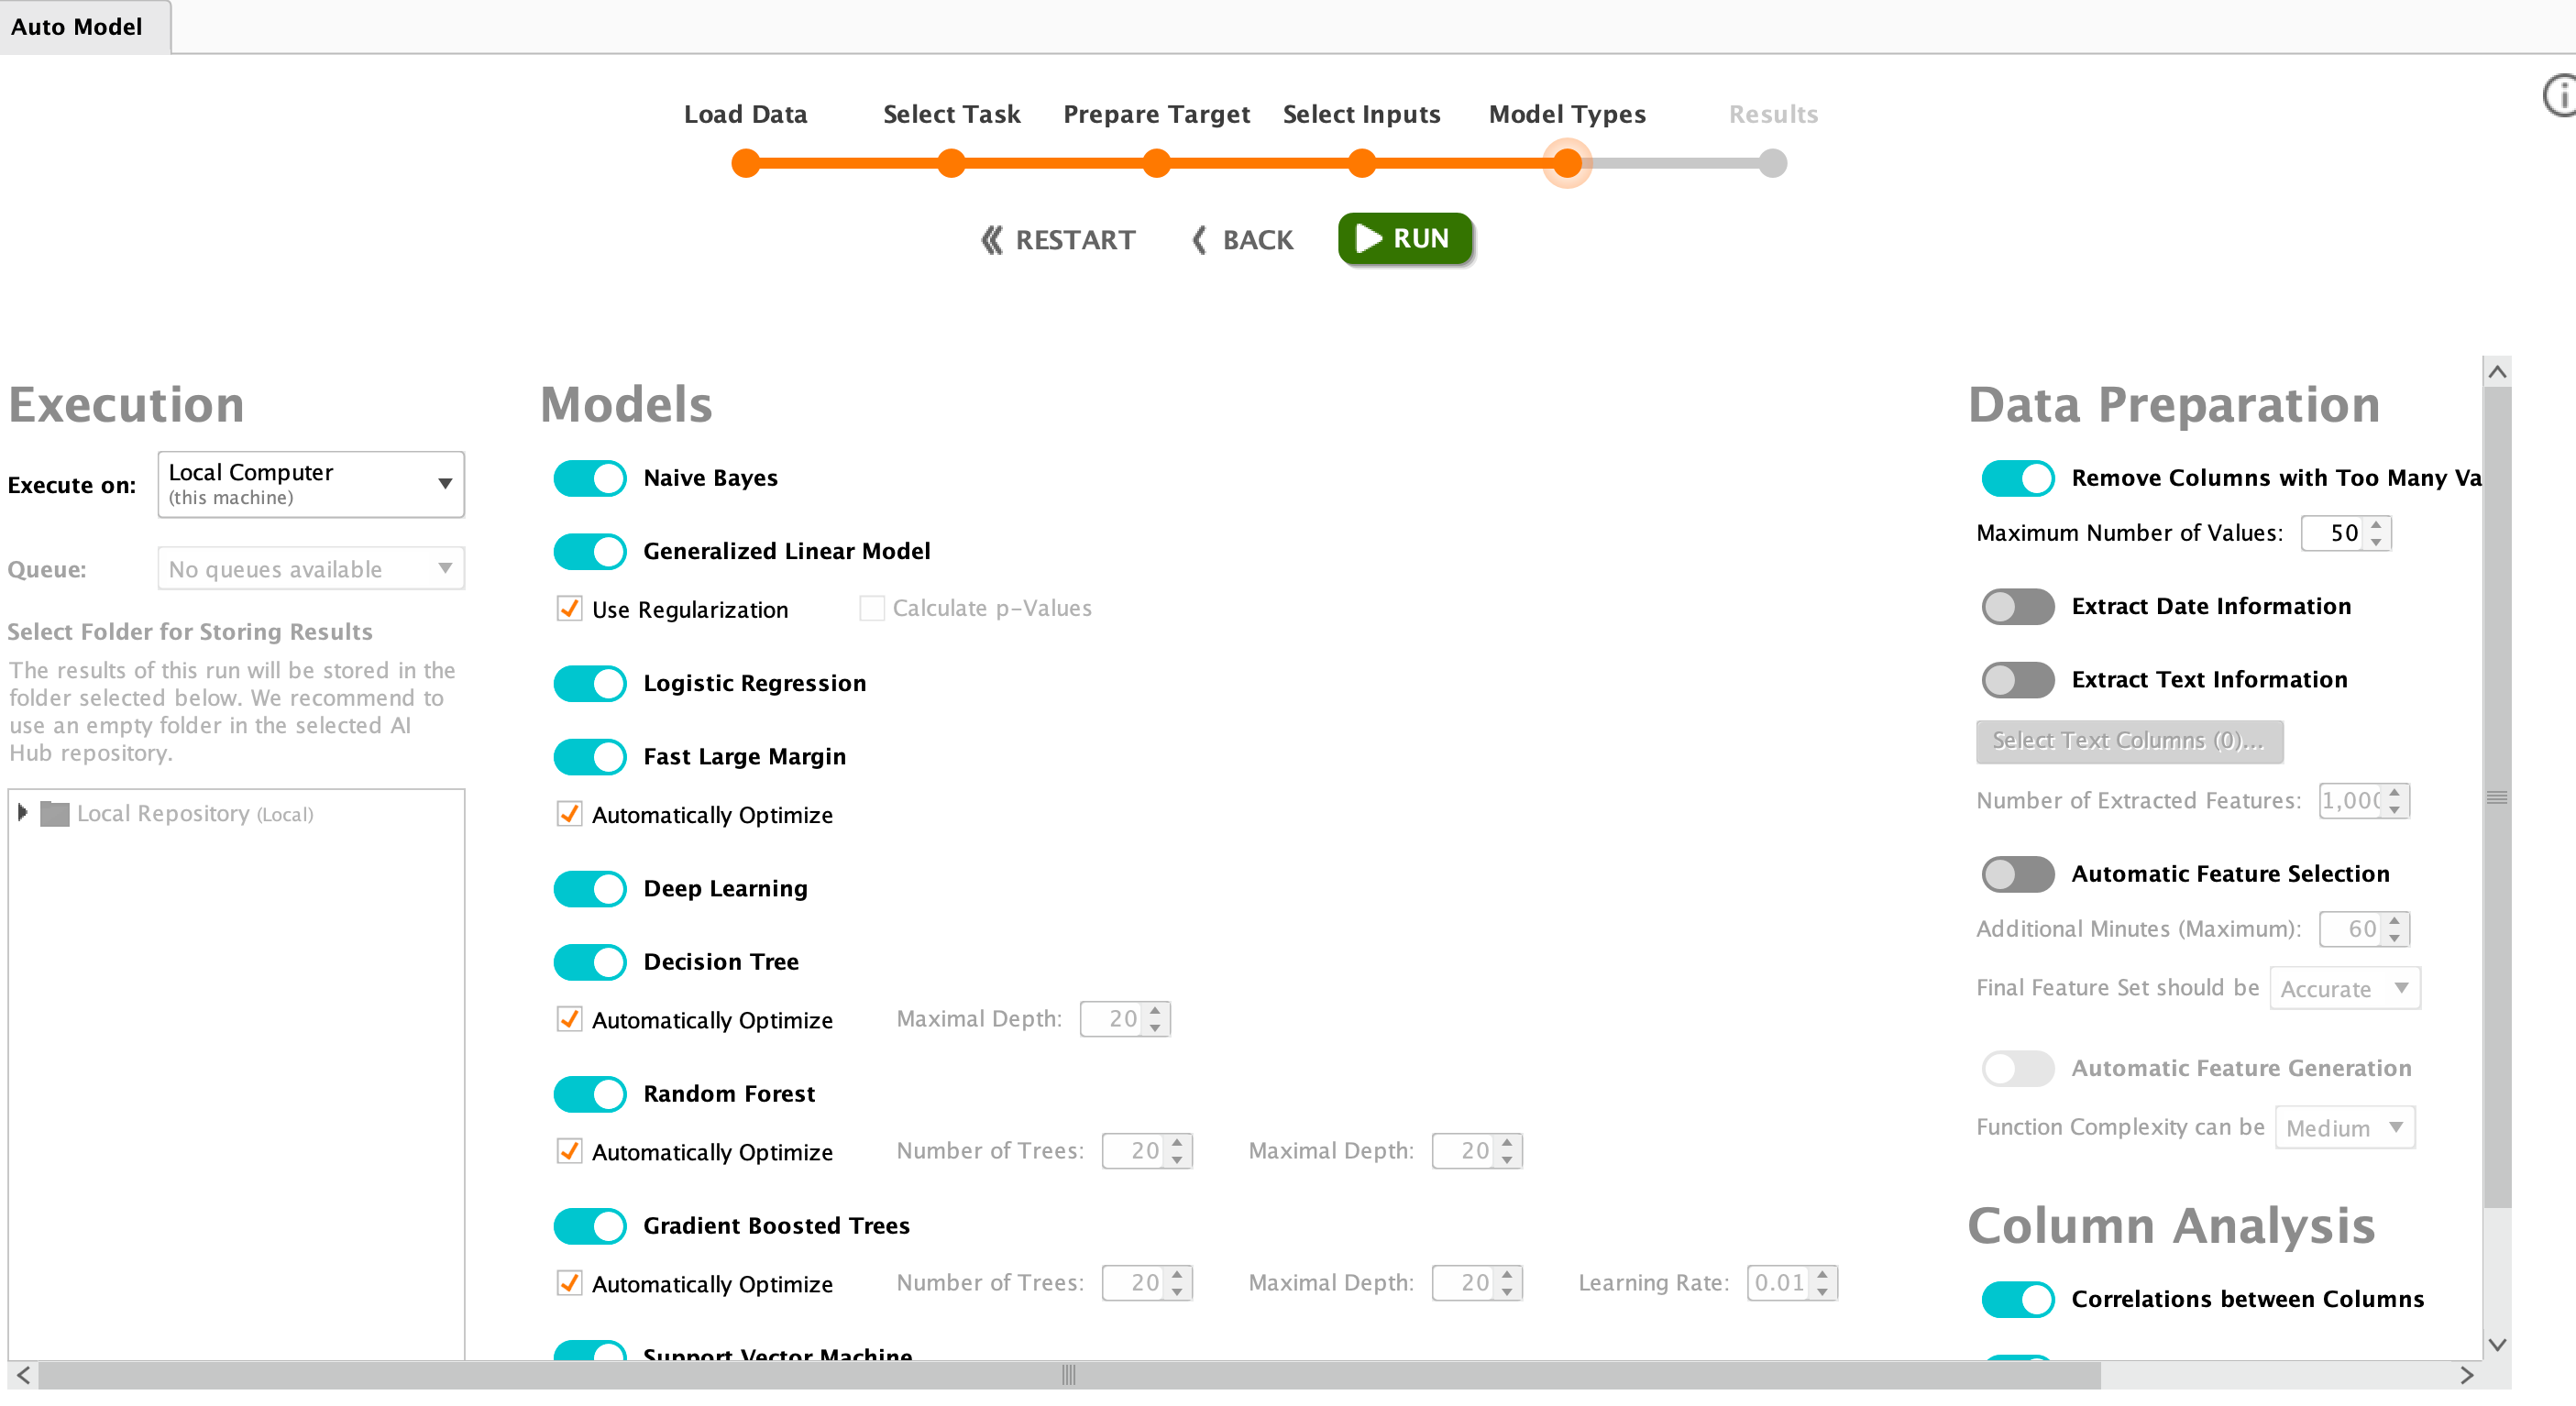 Auto Model
Load Data Select Task Prepare Target Select Inputs Model Types Results
RESTART BACK RUN
Execution
Execute on: Local Computer
(this machine)
Queue: No queues available
Select Folder for Storing Results
The results of this run will be stored in the
folder selected below. We recommend to
use an empty folder in the selected AI
Hub repository.
Local Repository (Local)
Models
Naive Bayes
Generalized Linear Model
Use Regularization Calculate p-Values
Logistic Regression
Fast Large Margin
Automatically Optimize
Deep Learning
Decision Tree
Automatically Optimize Maximal Depth: 20
Random Forest
Automatically Optimize Number of Trees: 20 Maximal Depth: 20
Gradient Boosted Trees
Automatically Optimize Number of Trees: 20 Maximal Depth: 20 Learning Rate: 0.01
Support Vector Machine
Data Preparation
Remove Columns with Too Many Va
Maximum Number of Values: 50
Extract Date Information
Extract Text Information
Select Text Columns (0)...
Number of Extracted Features: 1,000
Automatic Feature Selection
Additional Minutes (Maximum): 60
Final Feature Set should be Accurate
Automatic Feature Generation
Function Complexity can be Medium
Column Analysis
Correlations between Columns